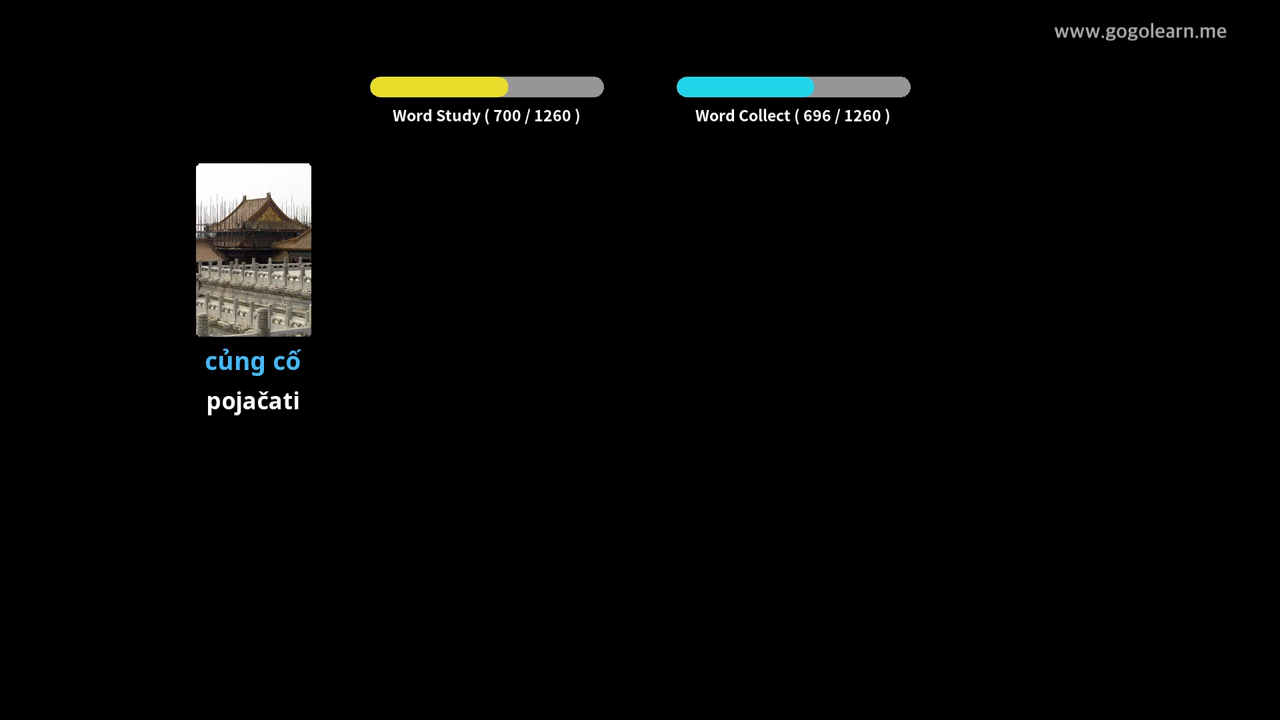 www.gogolearn.me
Word Study ( 700 / 1260 )
Word Collect ( 696 / 1260 )
củng cố
pojačati